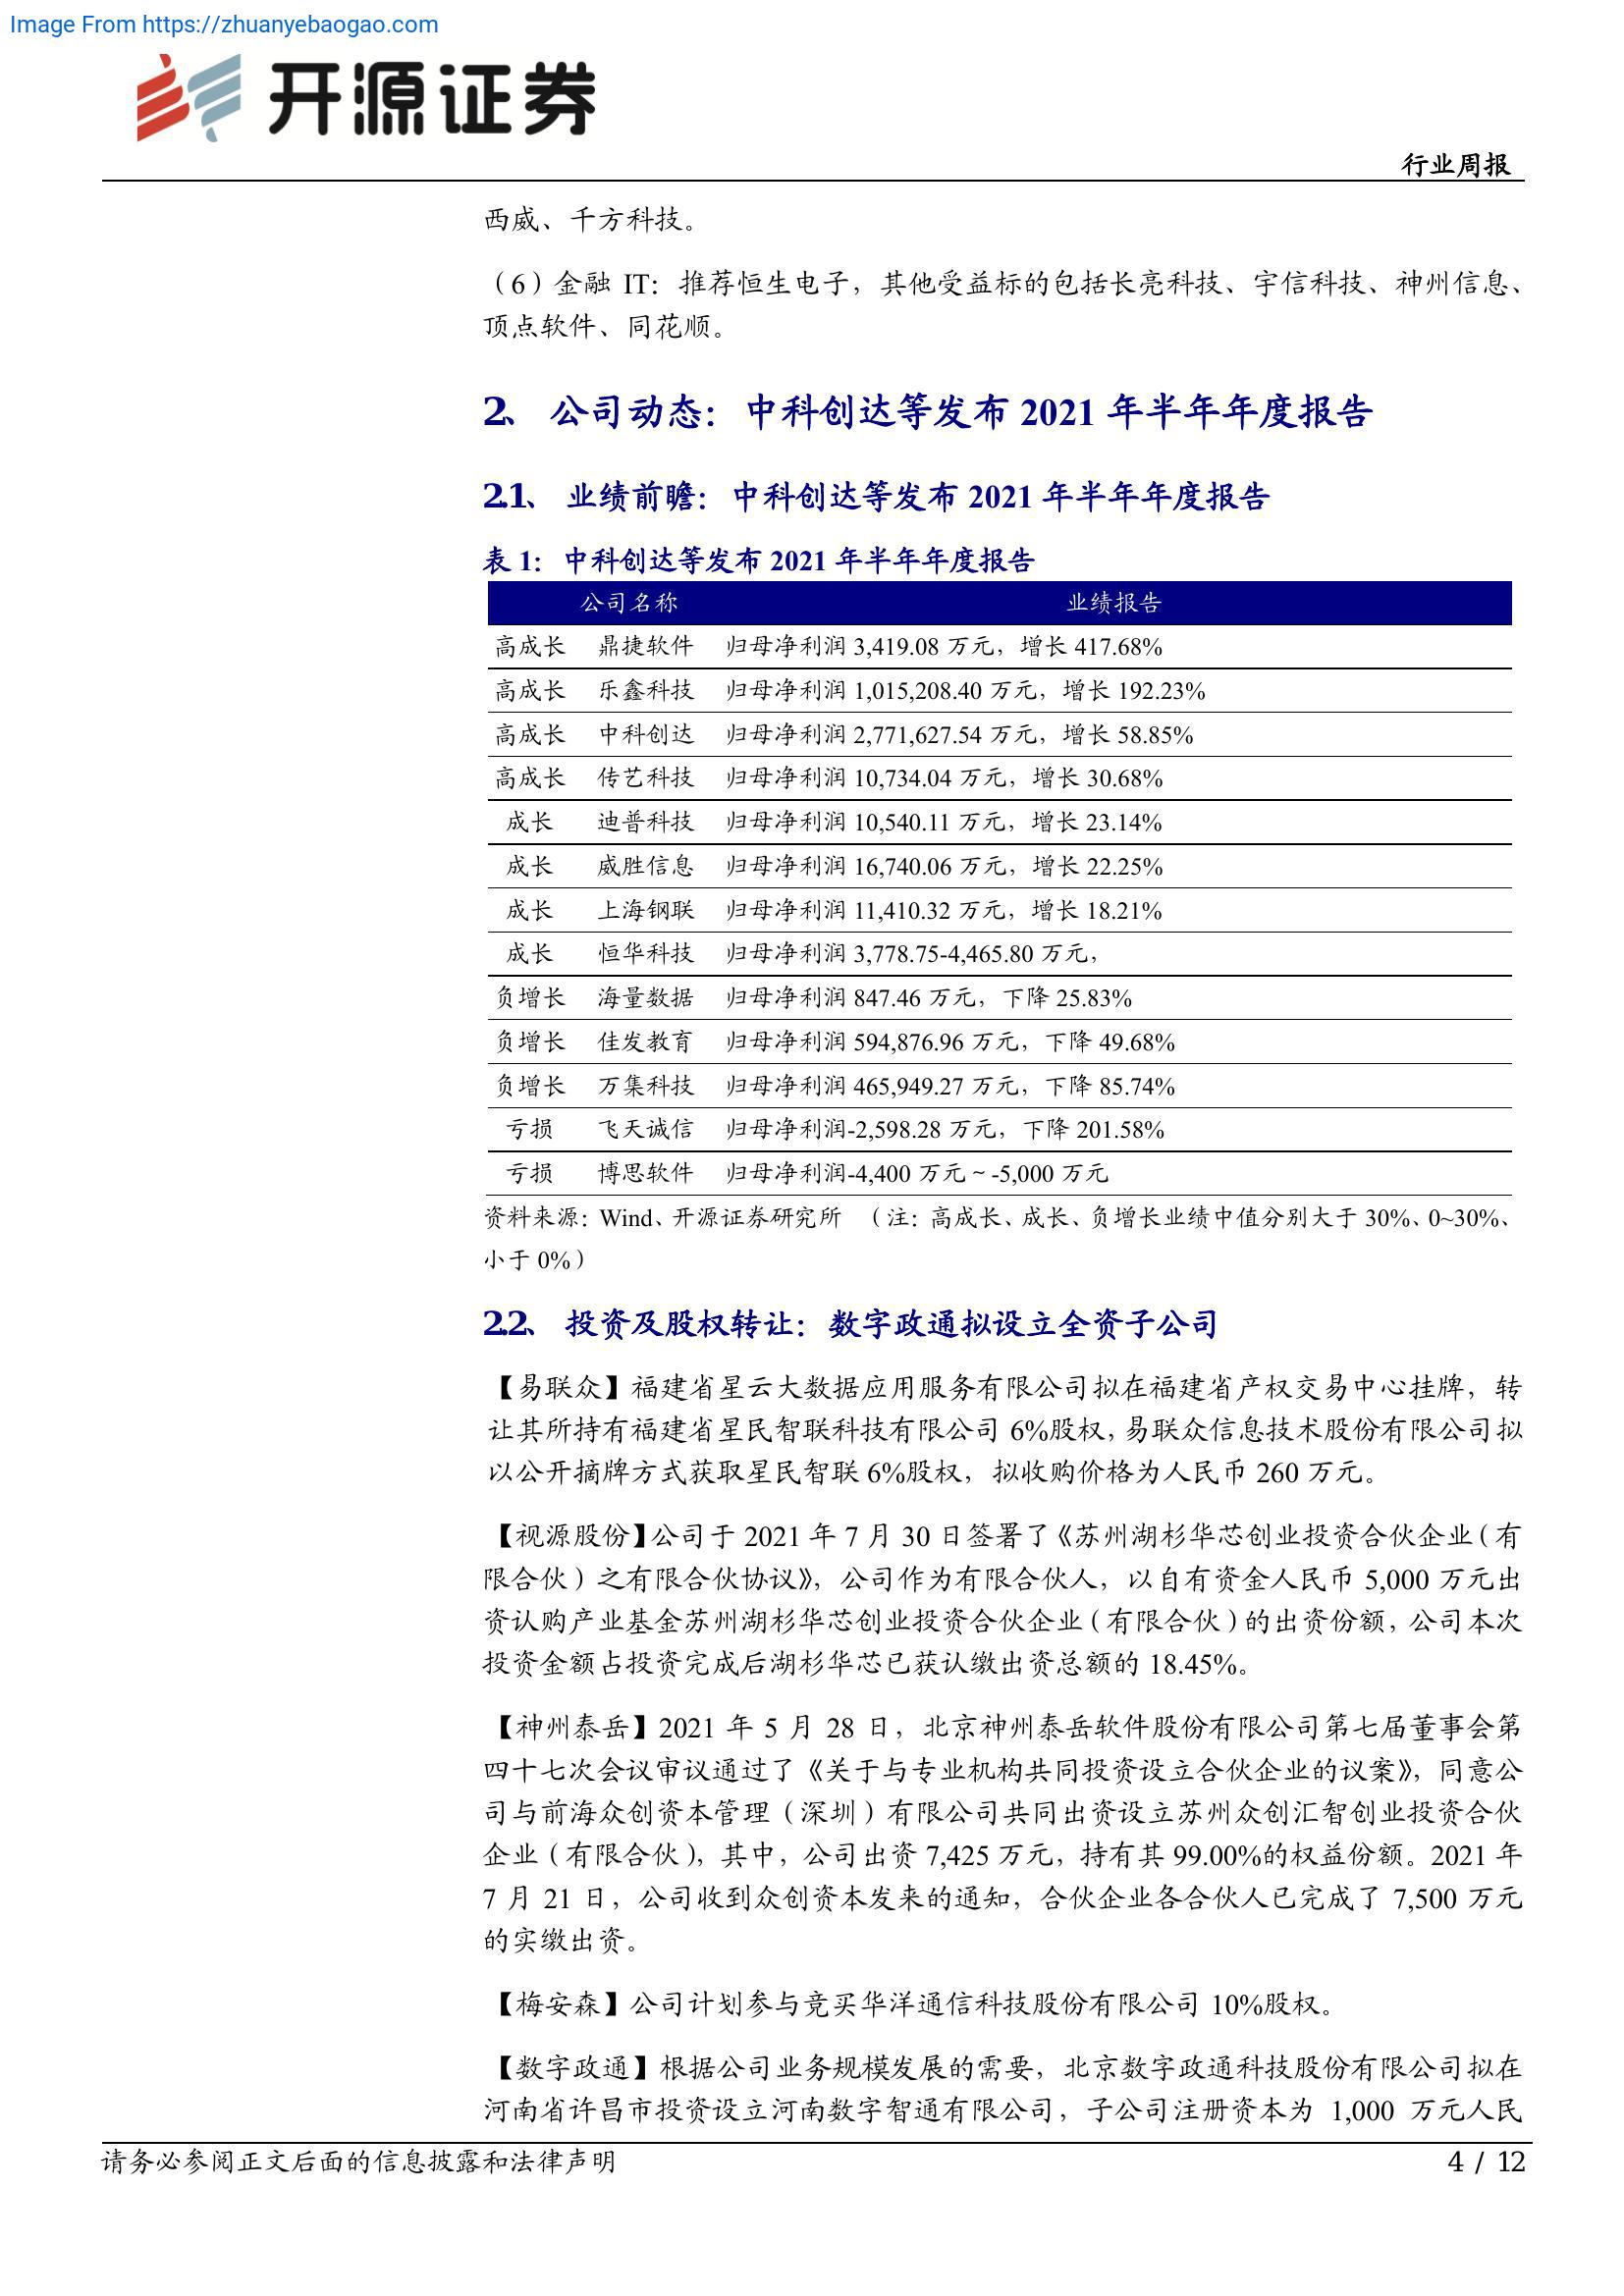 Image From https://zhuanyebaogao.com
开源证券
行业周报
西威、千方科技。
（6）金融 IT：推荐恒生电子，其他受益标的包括长亮科技、宇信科技、神州信息、
顶点软件、同花顺。
2、 公司动态：中科创达等发布 2021 年半年年度报告
2.1、 业绩前瞻：中科创达等发布 2021 年半年年度报告
表 1：中科创达等发布 2021 年半年年度报告
公司名称 业绩报告
高成长 鼎捷软件 归母净利润 3,419.08 万元，增长 417.68%
高成长 乐鑫科技 归母净利润 1,015,208.40 万元，增长 192.23%
高成长 中科创达 归母净利润 2,771,627.54 万元，增长 58.85%
高成长 传艺科技 归母净利润 10,734.04 万元，增长 30.68%
成长 迪普科技 归母净利润 10,540.11 万元，增长 23.14%
成长 威胜信息 归母净利润 16,740.06 万元，增长 22.25%
成长 上海钢联 归母净利润 11,410.32 万元，增长 18.21%
成长 恒华科技 归母净利润 3,778.75-4,465.80 万元，
负增长 海量数据 归母净利润 847.46 万元，下降 25.83%
负增长 佳发教育 归母净利润 594,876.96 万元，下降 49.68%
负增长 万集科技 归母净利润 465,949.27 万元，下降 85.74%
亏损 飞天诚信 归母净利润-2,598.28 万元，下降 201.58%
亏损 博思软件 归母净利润-4,400 万元～-5,000 万元
资料来源：Wind、开源证券研究所 （注：高成长、成长、负增长业绩中值分别大于 30%、0~30%、
小于 0%）
2.2、 投资及股权转让：数字政通拟设立全资子公司
【易联众】福建省星云大数据应用服务有限公司拟在福建省产权交易中心挂牌，转
让其所持有福建省星民智联科技有限公司 6%股权，易联众信息技术股份有限公司拟
以公开摘牌方式获取星民智联 6%股权，拟收购价格为人民币 260 万元。
【视源股份】公司于 2021 年 7 月 30 日签署了《苏州湖杉华芯创业投资合伙企业（有
限合伙）之有限合伙协议》，公司作为有限合伙人，以自有资金人民币 5,000 万元出
资认购产业基金苏州湖杉华芯创业投资合伙企业（有限合伙）的出资份额，公司本次
投资金额占投资完成后湖杉华芯已获认缴出资总额的 18.45%。
【神州泰岳】2021 年 5 月 28 日，北京神州泰岳软件股份有限公司第七届董事会第
四十七次会议审议通过了《关于与专业机构共同投资设立合伙企业的议案》，同意公
司与前海众创资本管理（深圳）有限公司共同出资设立苏州众创汇智创业投资合伙
企业（有限合伙），其中，公司出资 7,425 万元，持有其 99.00%的权益份额。2021 年
7 月 21 日，公司收到众创资本发来的通知，合伙企业各合伙人已完成了 7,500 万元
的实缴出资。
【梅安森】公司计划参与竞买华洋通信科技股份有限公司 10%股权。
【数字政通】根据公司业务规模发展的需要，北京数字政通科技股份有限公司拟在
河南省许昌市投资设立河南数字智通有限公司，子公司注册资本为 1,000 万元人民
请务必参阅正文后面的信息披露和法律声明
4 / 12